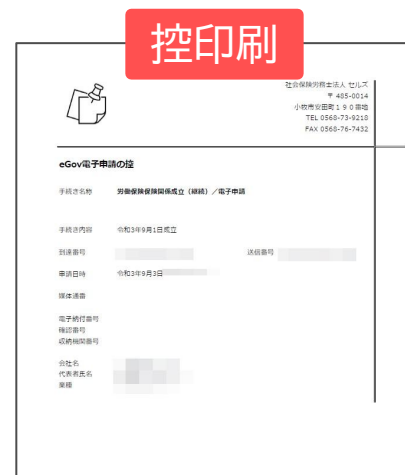 控印刷
社会保険労務士法人 セルズ
〒 485-0014
小牧市安田町190番地
TEL 0568-73-9210
FAX 0568-76-7432
eGov電子申請の控
手続き名称 労働保険保険関係成立（継続）／電子申請
手続き内容 令和3年9月1日成立
到達番号 送信番号
申請日時 令和3年9月3日
媒体通番
電子納付番号
確認番号
収納機関番号
会社名
代表者氏名
業種